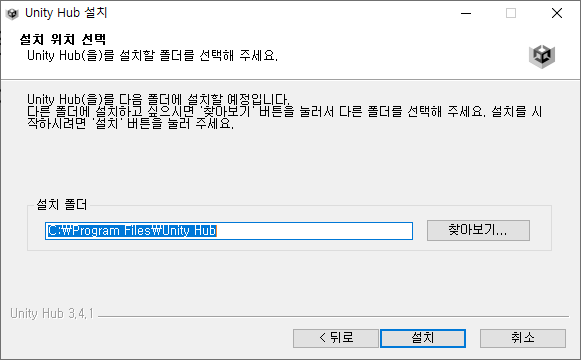 Unity Hub 설치
설치 위치 선택
Unity Hub(을)를 설치할 폴더를 선택해 주세요.
Unity Hub(을)를 다음 폴더에 설치할 예정입니다.
다른 폴더에 설치하고 싶으시면 '찾아보기' 버튼을 눌러서 다른 폴더를 선택해 주세요. 설치를 시
작하시려면 '설치' 버튼을 눌러 주세요.
설치 폴더
C:₩Program Files₩Unity Hub
찾아보기...
Unity Hub 3.4.1
< 뒤로
설치
취소